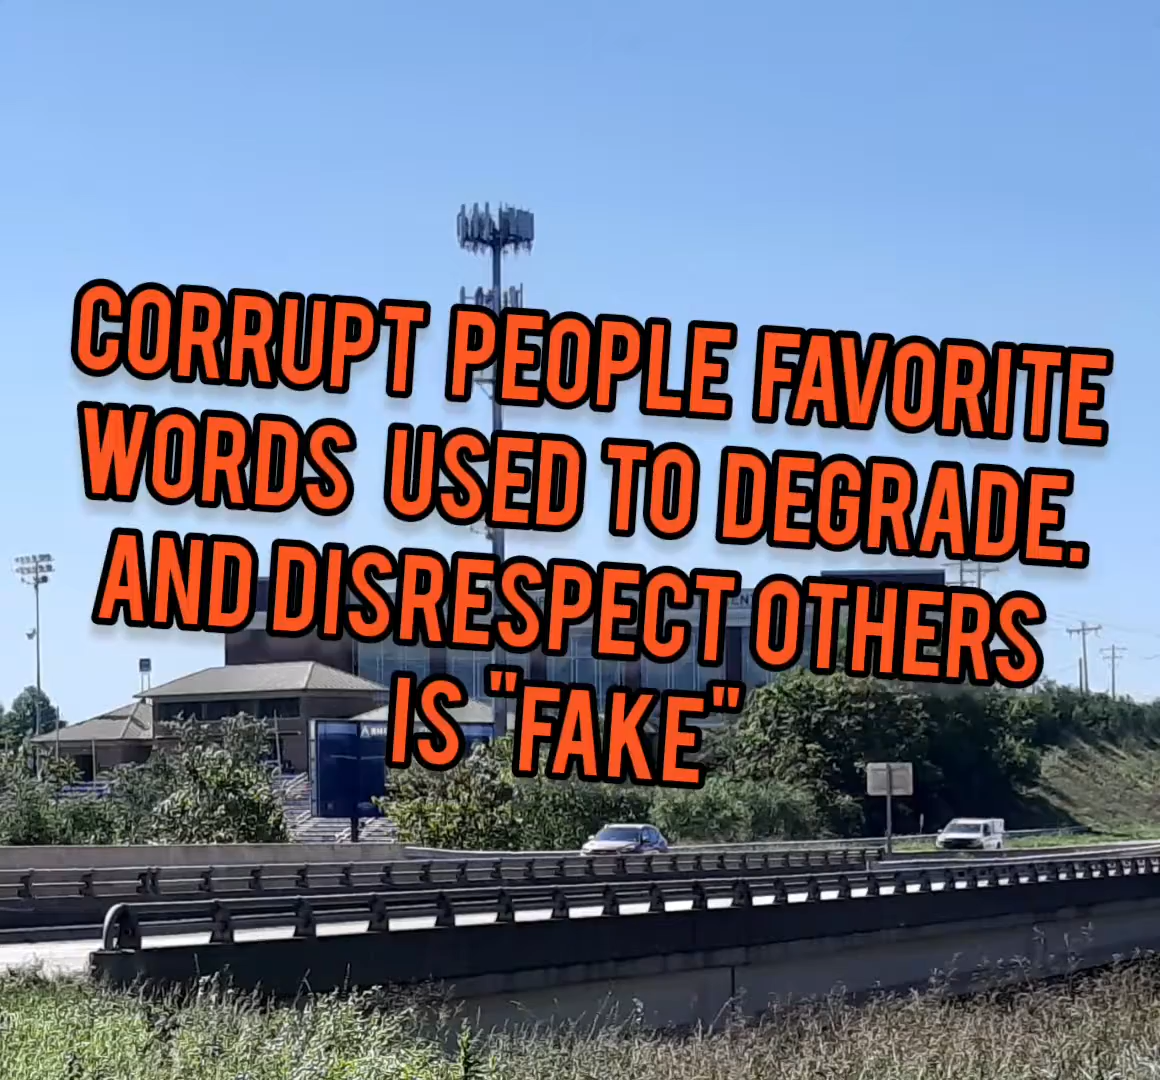 CORRUPT PEOPLE FAVORITE
WORDS USED TO DEGRADE.
AND DISRESPECT OTHERS
IS "FAKE"